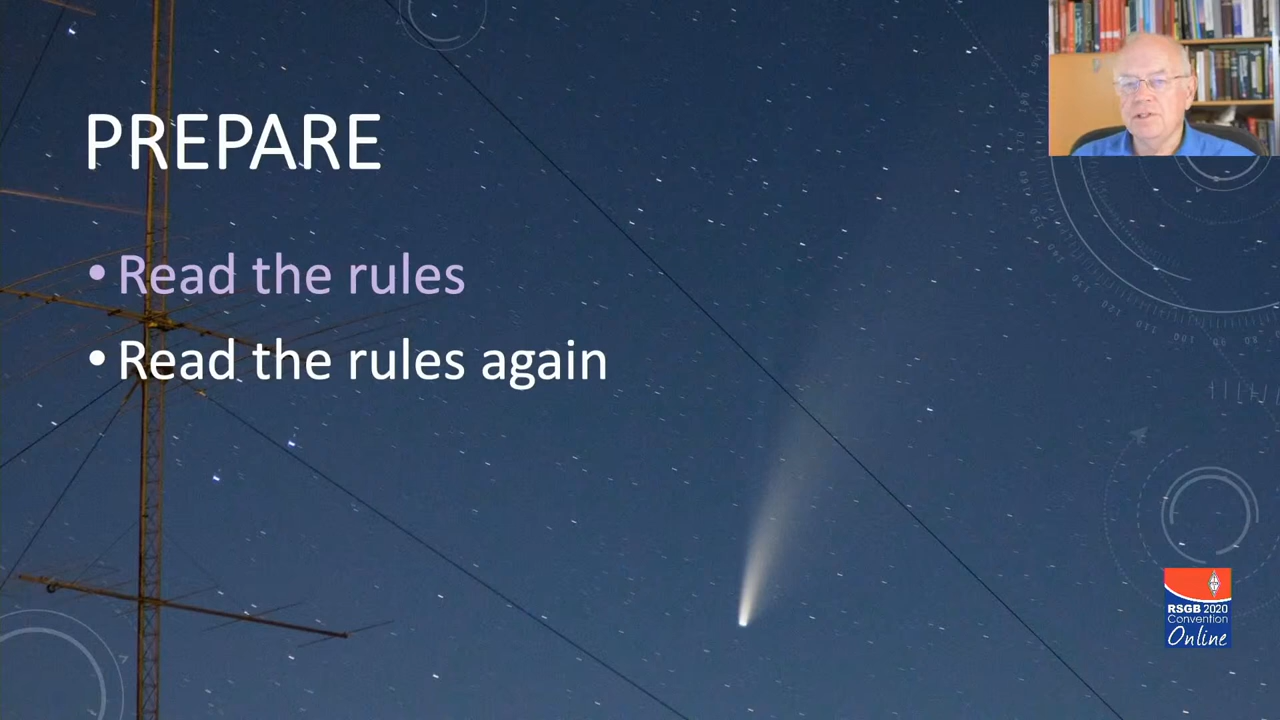 PREPARE
• Read the rules
• Read the rules again
RSGB 2020
Convention
Online